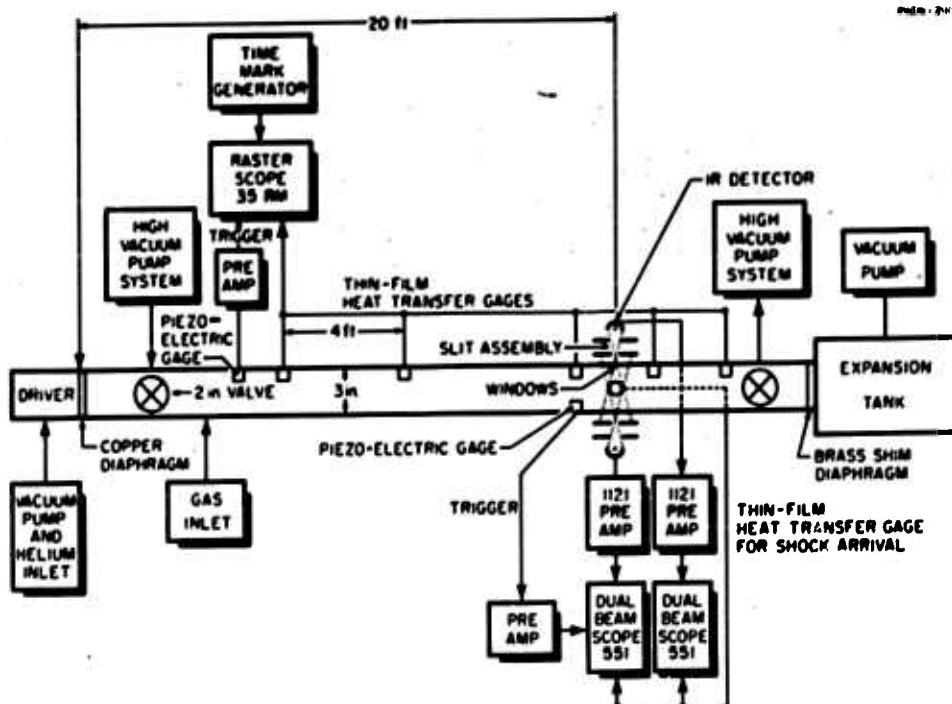 20 ft
TIME
MARK
GENERATOR
RASTER
SCOPE
35 RM
IR DETECTOR
HIGH
VACUUM
PUMP
SYSTEM
TRIGGER
PRE
AMP
HIGH
VACUUM
PUMP
SYSTEM
VACUUM
PUMP
THIN-FILM
HEAT TRANSFER GAGES
PIEZO-
ELECTRIC
GAGE
4 ft
SLIT ASSEMBLY
DRIVER
2 in VALVE
3 in
WINDOWS
EXPANSION
TANK
COPPER
DIAPHRAGM
PIEZO-ELECTRIC GAGE
BRASS SHIM
DIAPHRAGM
VACUUM
PUMP
AND
HELIUM
INLET
GAS
INLET
TRIGGER
1121
PRE
AMP
1121
PRE
AMP
THIN-FILM
HEAT TRANSFER GAGE
FOR SHOCK ARRIVAL
PRE
AMP
DUAL
BEAM
SCOPE
551
DUAL
BEAM
SCOPE
551